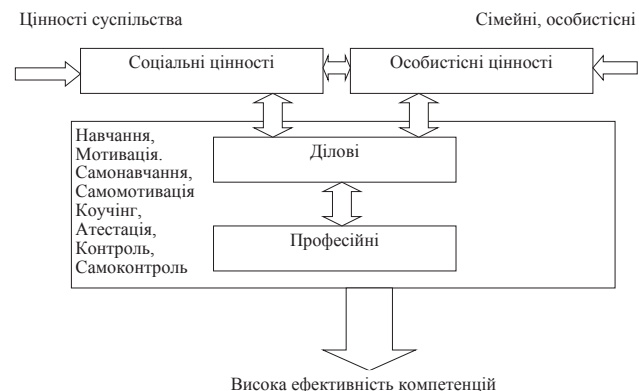 Цінності суспільства
Сімейні, особистісні
Соціальні цінності
Особистісні цінності
Навчання,
Мотивація.
Самонавчання,
Самомотивація
Коучінг,
Атестація,
Контроль,
Самоконтроль
Ділові
Професійні
Висока ефективність компетенцій